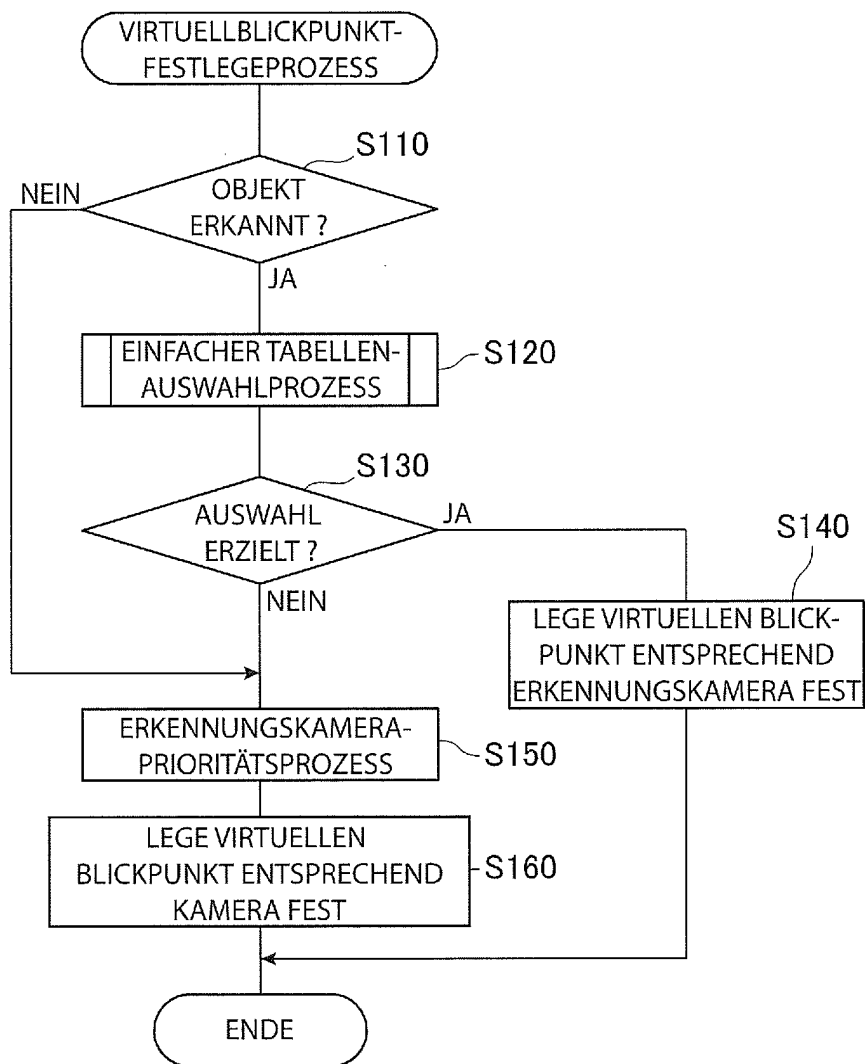 VIRTUELLBLICKPUNKT-
FESTLEGEPROZESS
S110
NEIN
OBJEKT
ERKANNT ?
JA
EINFACHER TABELLEN-
AUSWAHLPROZESS
S120
S130
AUSWAHL
ERZIELT ?
JA
NEIN
S140
LEGE VIRTUELLEN BLICK-
PUNKT ENTSPRECHEND
ERKENNUNGSKAMERA FEST
ERKENNUNGSKAMERA-
PRIORITÄTSPROZESS
S150
LEGE VIRTUELLEN
BLICKPUNKT ENTSPRECHEND
KAMERA FEST
S160
ENDE